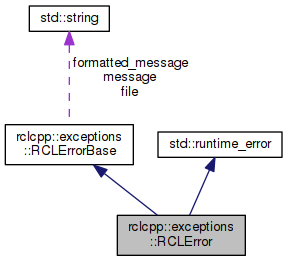 std::string
formatted_message
message
file
rclcpp::exceptions
::RCLErrorBase
std::runtime_error
rclcpp::exceptions
::RCLError